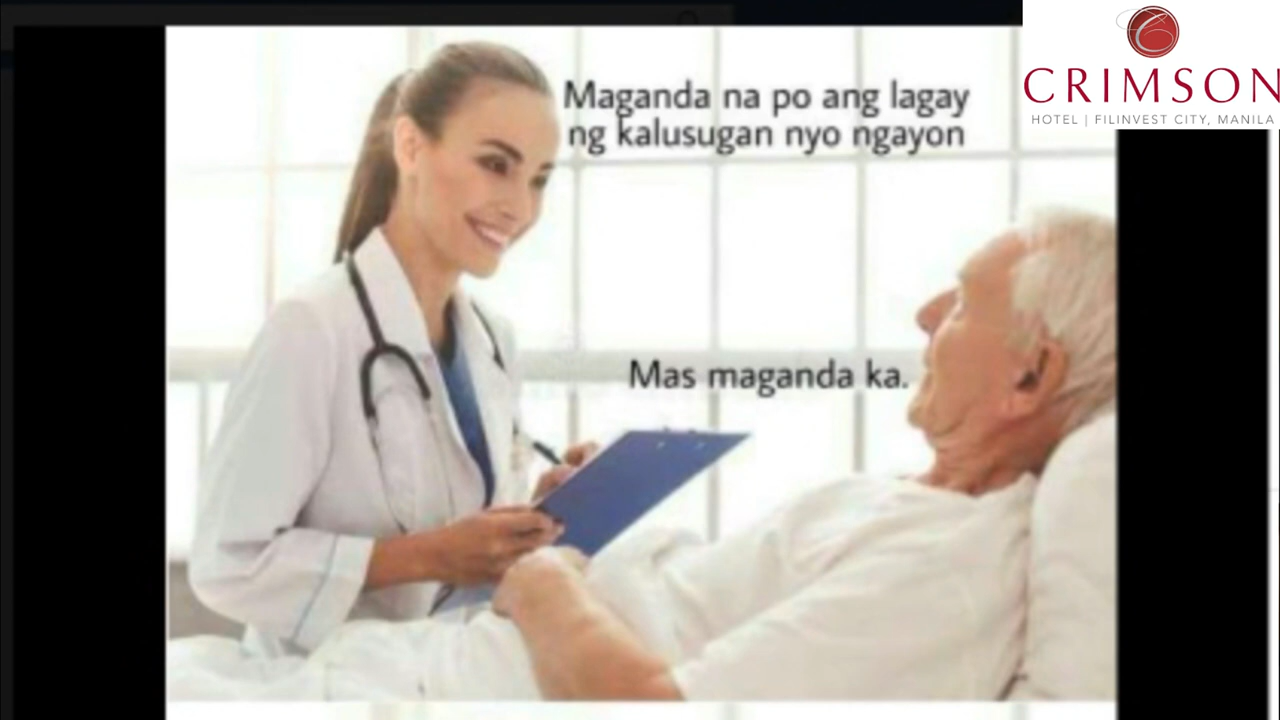 Maganda na po ang lagay
ng kalusugan nyo ngayon
Mas maganda ka.
CRIMSON
HOTEL | FILINVEST CITY, MANILA